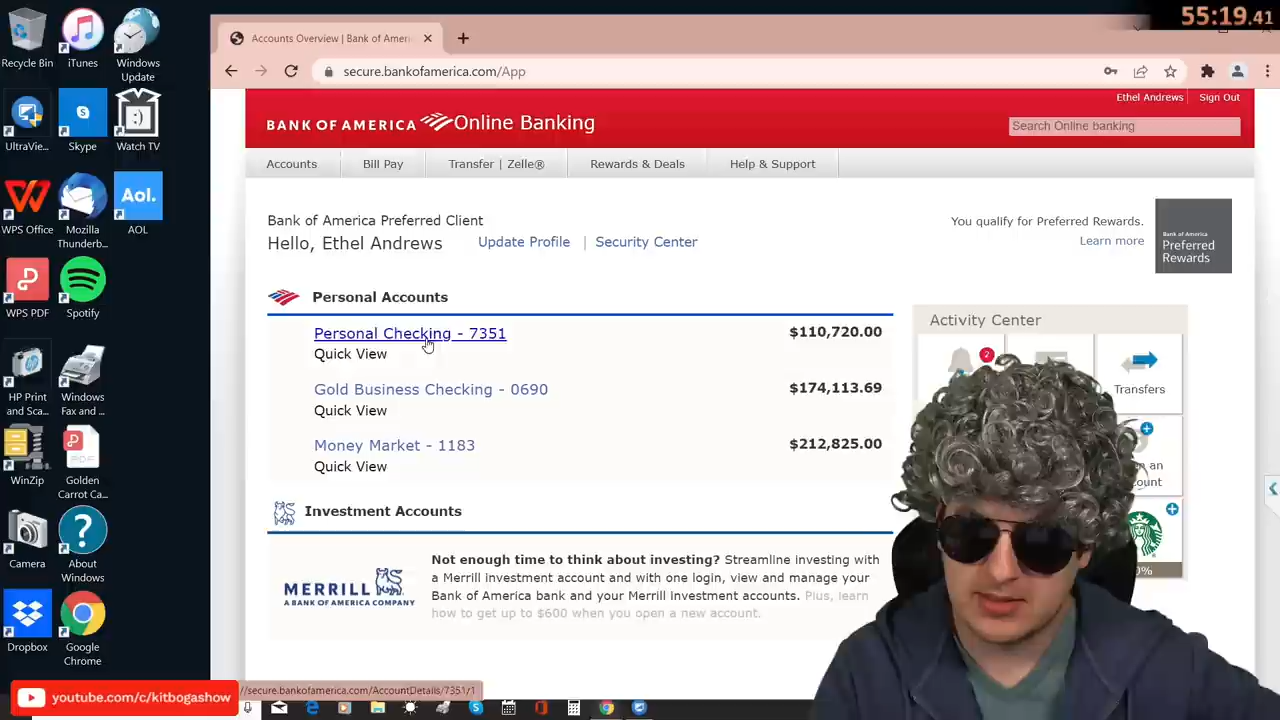 55:19.41
Recycle Bin
iTunes
Windows Update
UltraVie...
Skype
Watch TV
WPS Office
Mozilla Thunderb...
Aol.
AOL
WPS PDF
Spotify
HP Print and Sca...
Windows Fax and ...
WinZip
Golden Carrot Ca...
Camera
About Windows
Dropbox
Google Chrome
Accounts Overview | Bank of Ameri
secure.bankofamerica.com/App
Ethel Andrews
Sign Out
BANK OF AMERICA Online Banking
Search Online banking
Accounts
Bill Pay
Transfer | Zelle®
Rewards & Deals
Help & Support
Bank of America Preferred Client
Hello, Ethel Andrews
Update Profile | Security Center
You qualify for Preferred Rewards.
Learn more
Bank of America
Preferred
Rewards
Personal Accounts
Personal Checking - 7351
$110,720.00
Quick View
Gold Business Checking - 0690
$174,113.69
Quick View
Money Market - 1183
$212,825.00
Quick View
Activity Center
2
Transfers
Investment Accounts
MERRILL
A BANK OF AMERICA COMPANY
Not enough time to think about investing? Streamline investing
with a Merrill investment account and with one login, view and manage your
Bank of America bank and your Merrill Investment accounts. Plus, learn
how to get up to $600 when you open a new account.
youtube.com/c/kitbogashow
//secure.bankofamerica.com/AccountDetails/7351/1